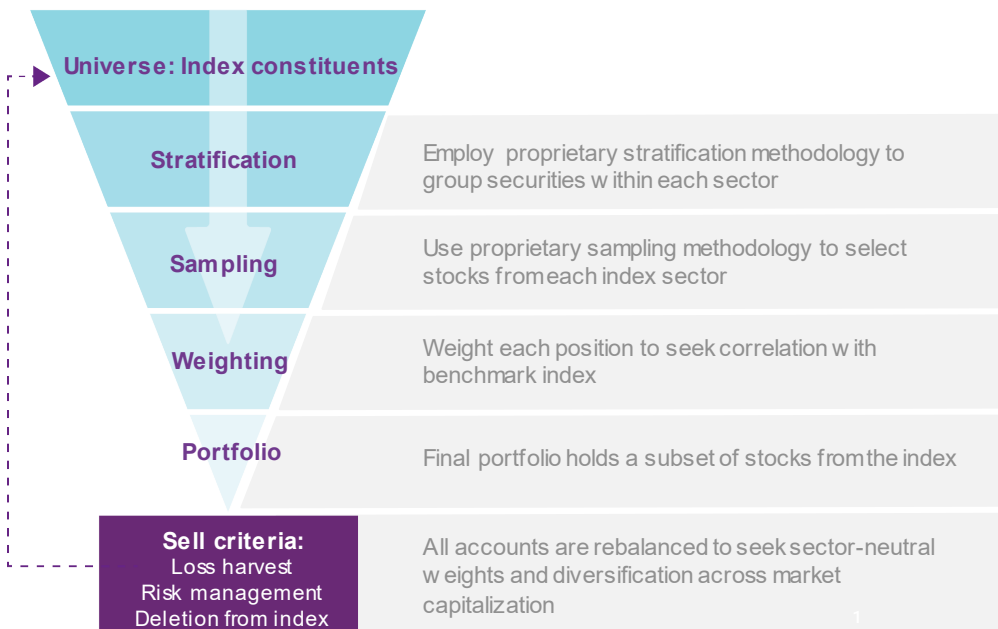 Universe: Index constituents
Stratification
Employ proprietary stratification methodology to
group securities within each sector
Sampling
Use proprietary sampling methodology to select
stocks from each index sector
Weighting
Weight each position to seek correlation with
benchmark index
Portfolio
Final portfolio holds a subset of stocks from the index
Sell criteria:
Loss harvest
Risk management
Deletion from index
All accounts are rebalanced to seek sector-neutral
weights and diversification across market
capitalization
1